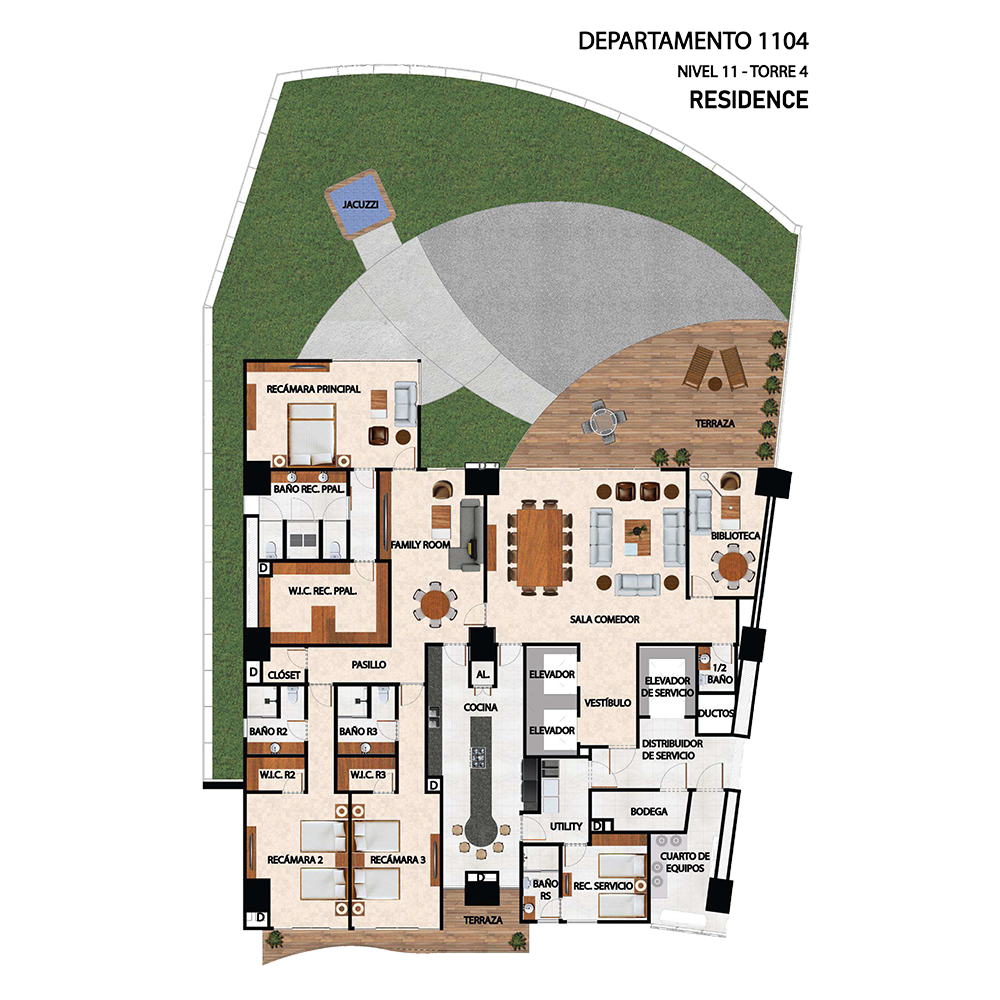 DEPARTAMENTO 1104
NIVEL 11 - TORRE 4
RESIDENCE
JACUZZI
RECÁMARA PRINCIPAL
TERRAZA
BAÑO REC. PPAL.
FAMILY ROOM
BIBLIOTECA
D
W.I.C. REC. PPAL.
SALA COMEDOR
D
CLÓSET
PASILLO
AL.
ELEVADOR
ELEVADOR
DE SERVICIO
1/2
BAÑO
COCINA
VESTÍBULO
DUCTOS
BAÑO R2
BAÑO R3
ELEVADOR
DISTRIBUIDOR
DE SERVICIO
W.I.C. R2
W.I.C. R3
D
BODEGA
UTILITY
D
RECÁMARA 2
RECÁMARA 3
CUARTO DE
EQUIPOS
D
BAÑO
RS
REC. SERVICIO
D
TERRAZA
D